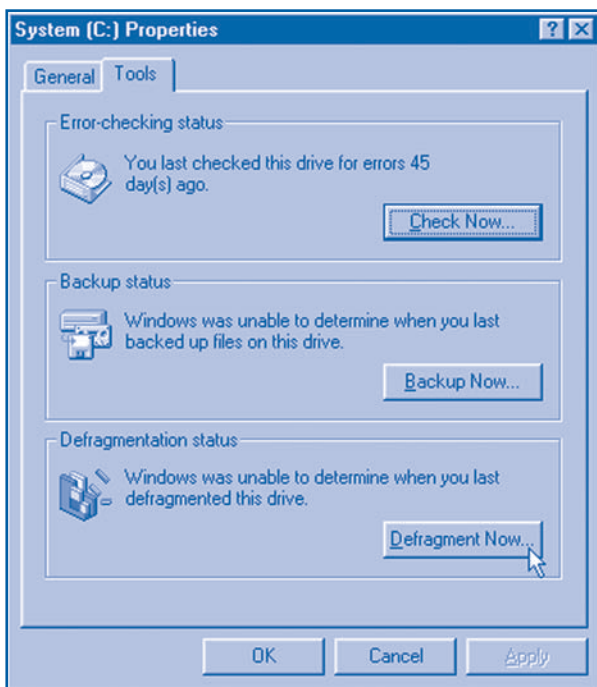 System (C:) Properties
General
Tools
Error-checking status
You last checked this drive for errors 45
day(s) ago.
Check Now...
Backup status
Windows was unable to determine when you last
backed up files on this drive.
Backup Now...
Defragmentation status
Windows was unable to determine when you last
defragmented this drive.
Defragment Now...
OK
Cancel
Apply